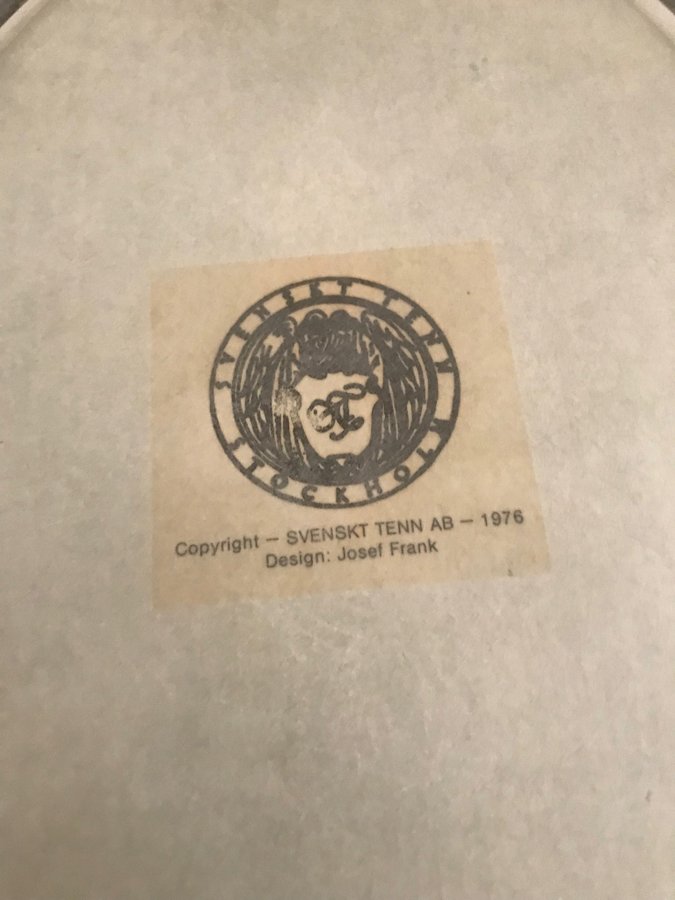 SVENSKT TENN
STOCKHOLM
Copyright — SVENSKT TENN AB — 1976
Design: Josef Frank